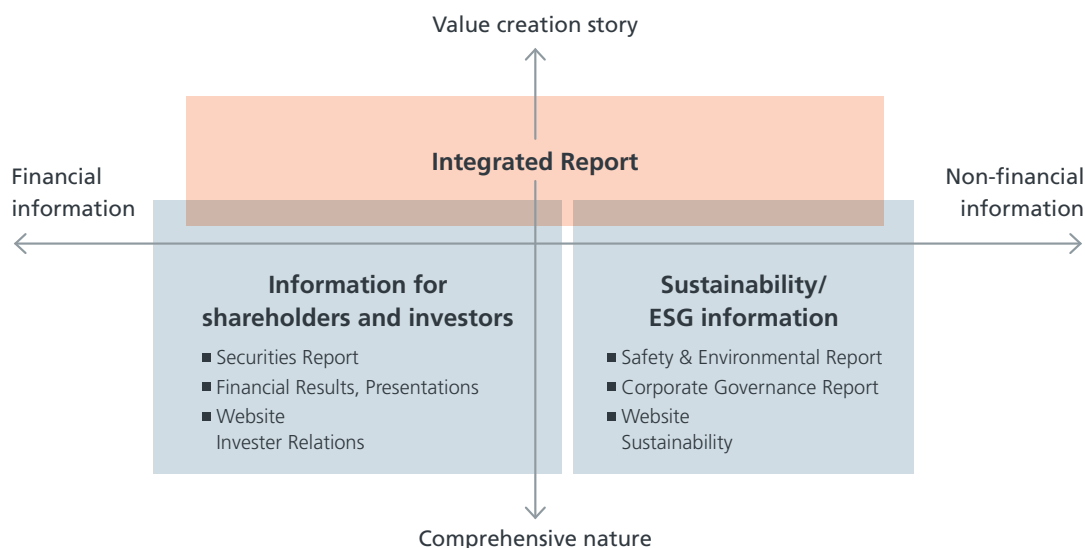 Value creation story
Integrated Report
Financial
information
Non-financial
information
Information for
shareholders and investors
■ Securities Report
■ Financial Results, Presentations
■ Website
Invester Relations
Sustainability/
ESG information
■ Safety & Environmental Report
■ Corporate Governance Report
■ Website
Sustainability
Comprehensive nature